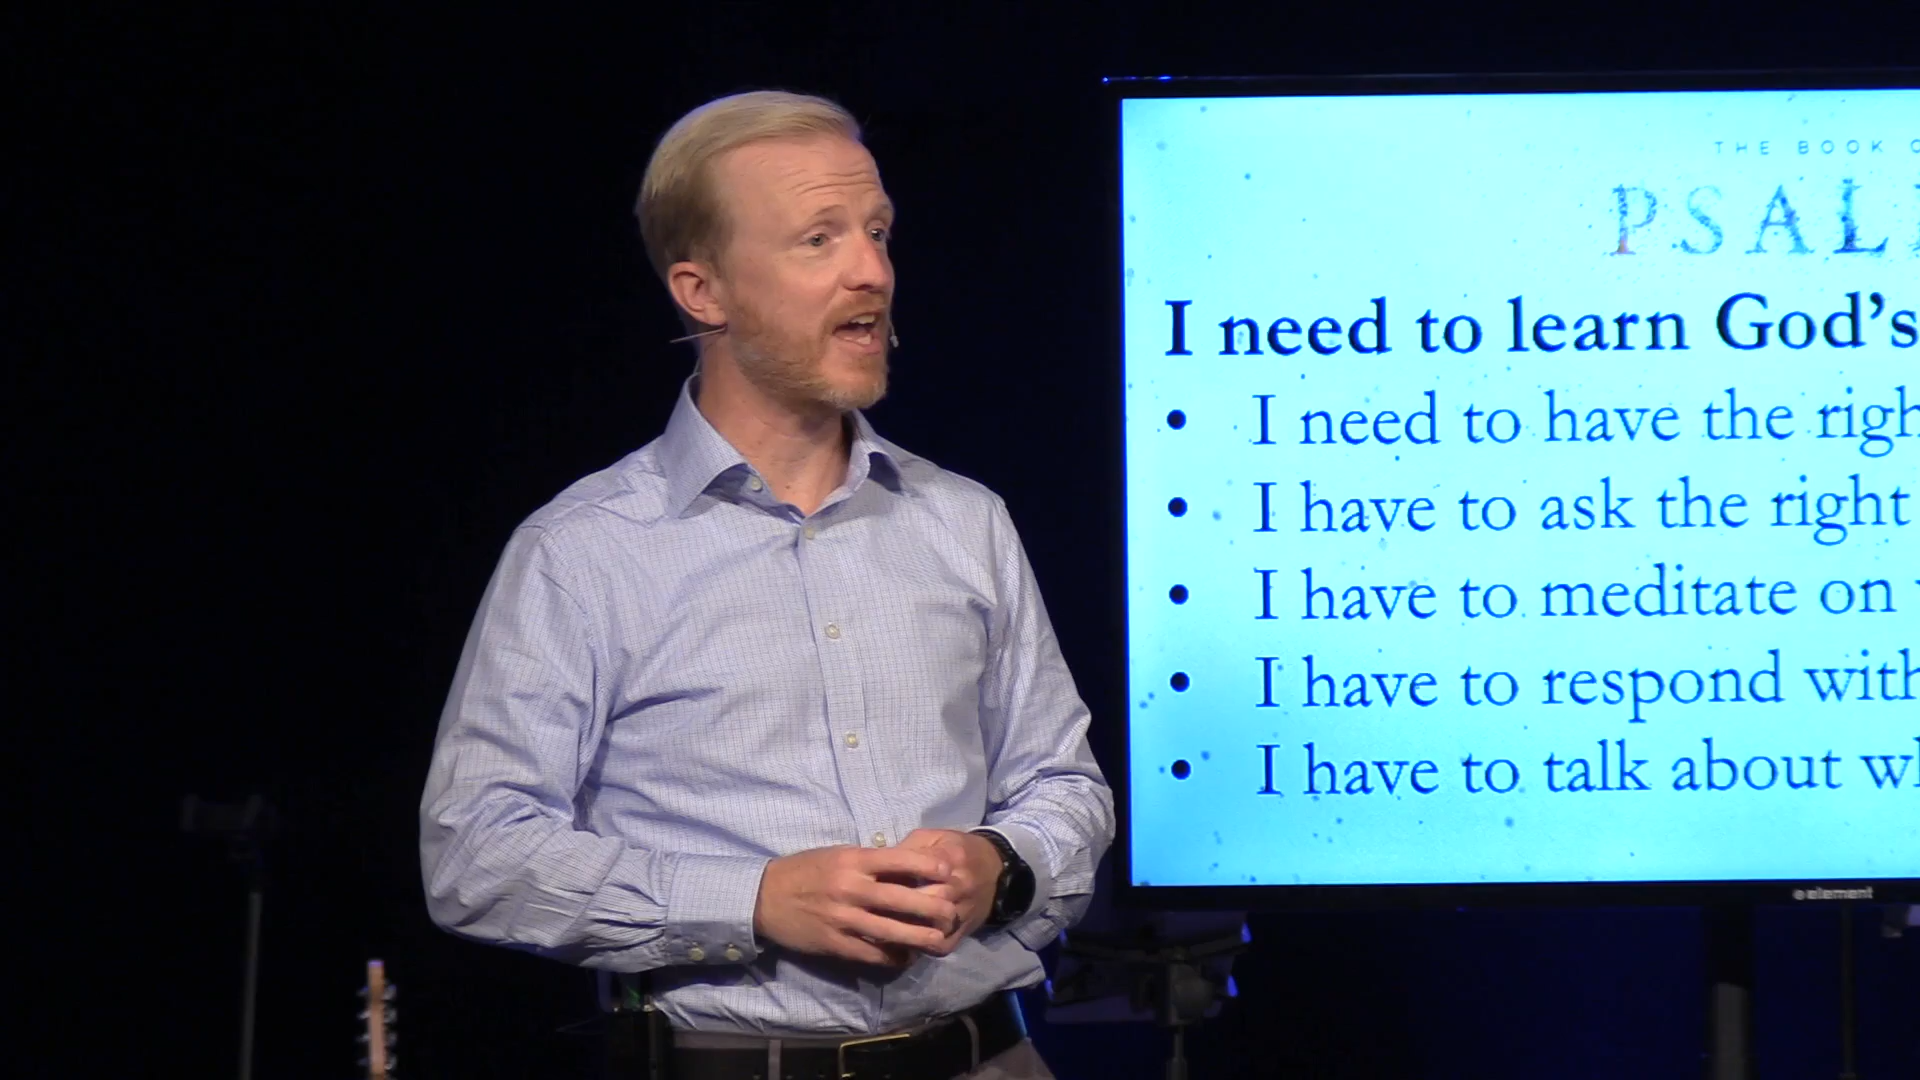 THE BOOK
PSAL
I need to learn God's
• I need to have the righ
• I have to ask the right
• I have to meditate on
• I have to respond with
• I have to talk about wh
element